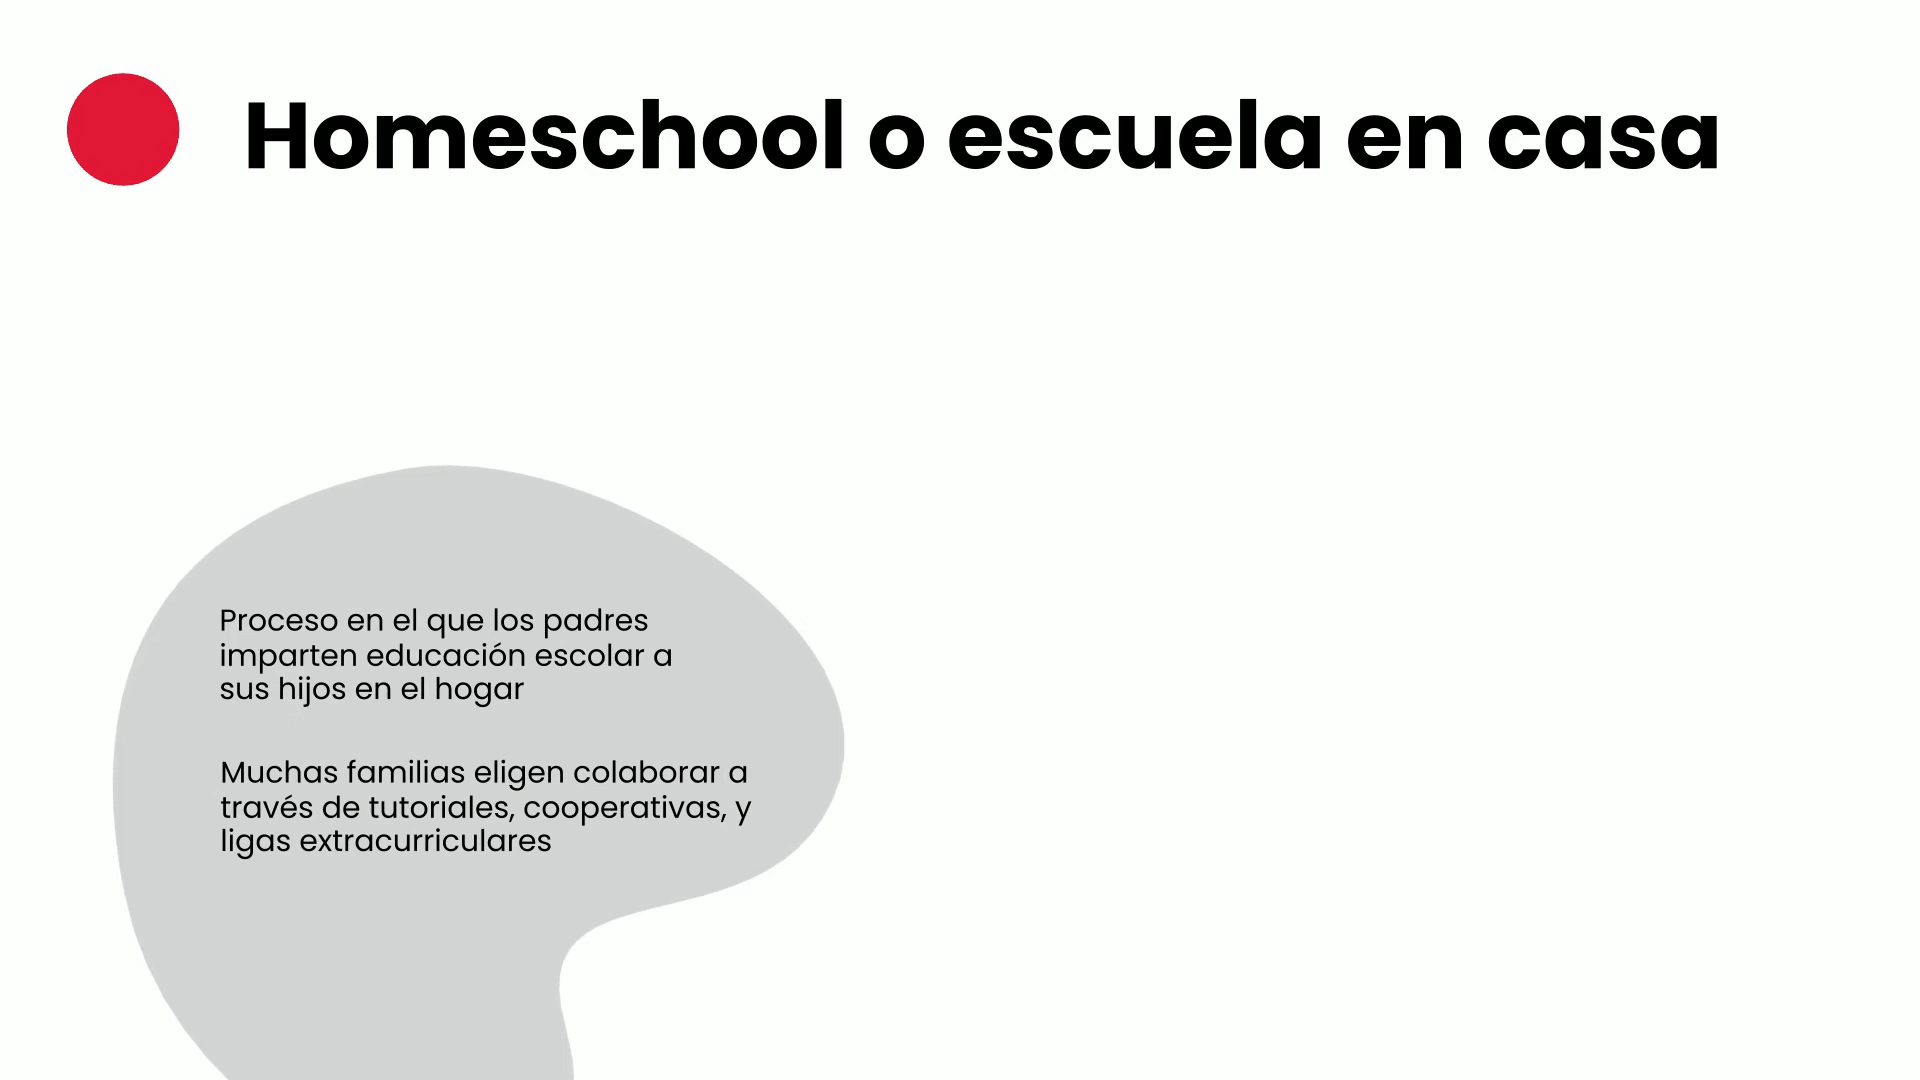 Homeschool o escuela en casa
Proceso en el que los padres
imparten educación escolar a
sus hijos en el hogar
Muchas familias eligen colaborar a
través de tutoriales, cooperativas, y
ligas extracurriculares